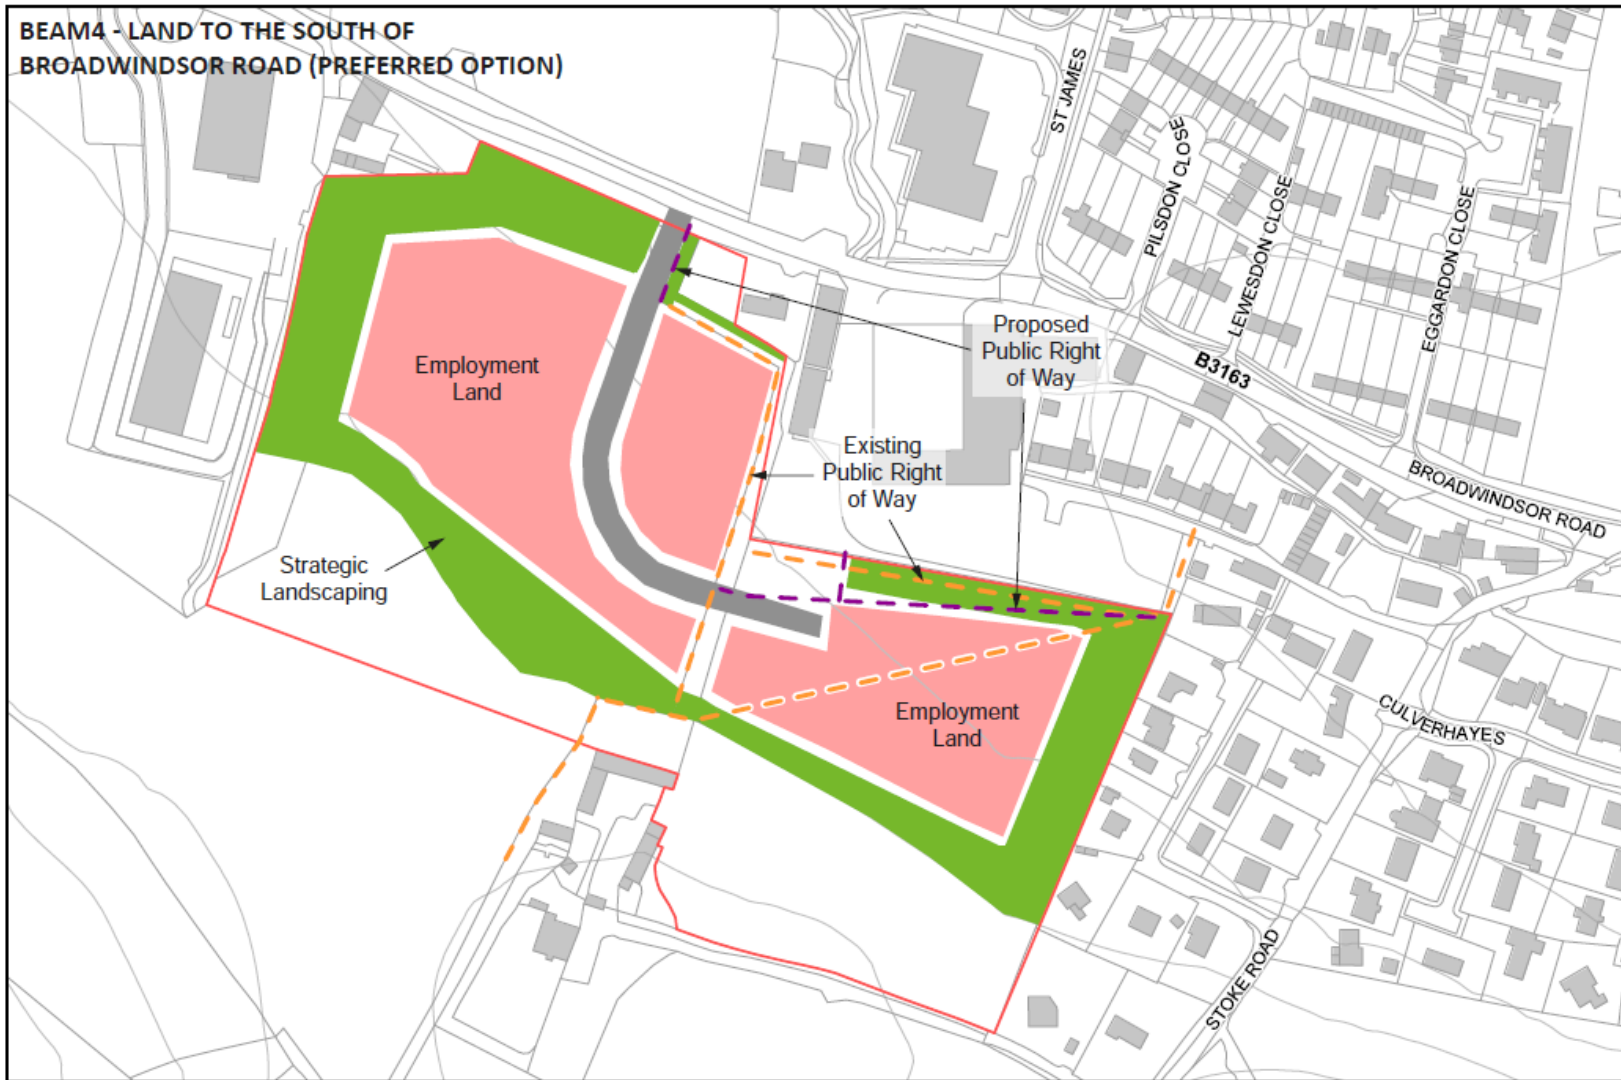 BEAM4 - LAND TO THE SOUTH OF
BROADWINDSOR ROAD (PREFERRED OPTION)
ST JAMES
PILSDON CLOSE
LEWESDON CLOSE
EGGARDON CLOSE
Proposed
Public Right
of Way
B3163
Employment
Land
Existing
Public Right
of Way
BROADWINDSOR ROAD
Strategic
Landscaping
Employment
Land
CULVERHAYES
STOKE ROAD